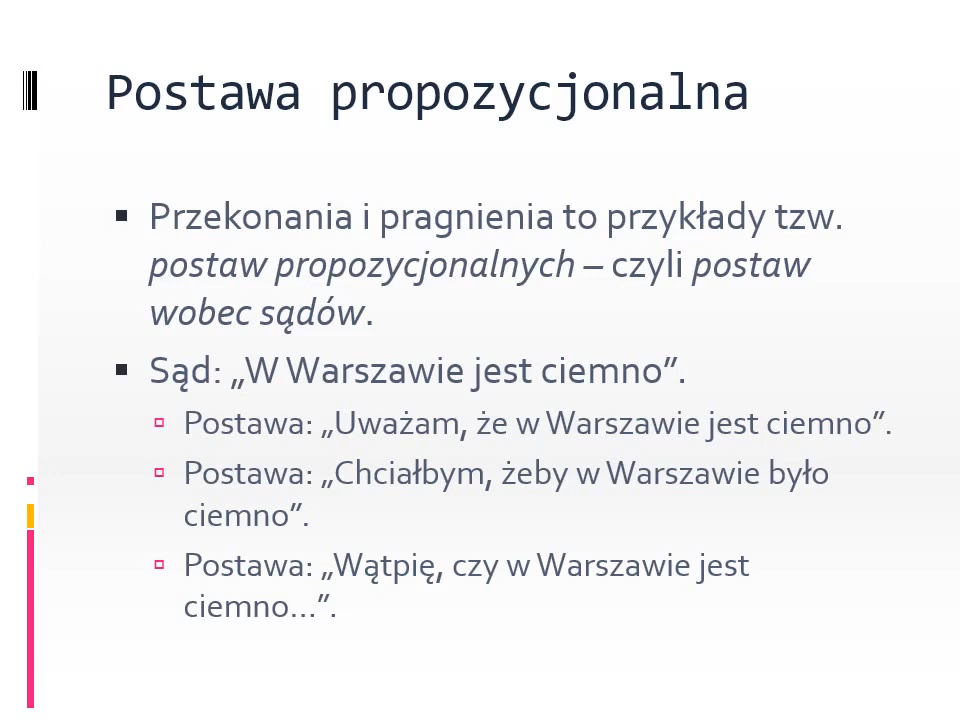 Postawa propozycjonalna
Przekonania i pragnienia to przykłady tzw.
postaw propozycjonalnych – czyli postaw
wobec sądów.
Sąd: „W Warszawie jest ciemno”.
Postawa: „Uważam, że w Warszawie jest ciemno”.
Postawa: „Chciałbym, żeby w Warszawie było
ciemno”.
Postawa: „Wątpię, czy w Warszawie jest
ciemno...”.